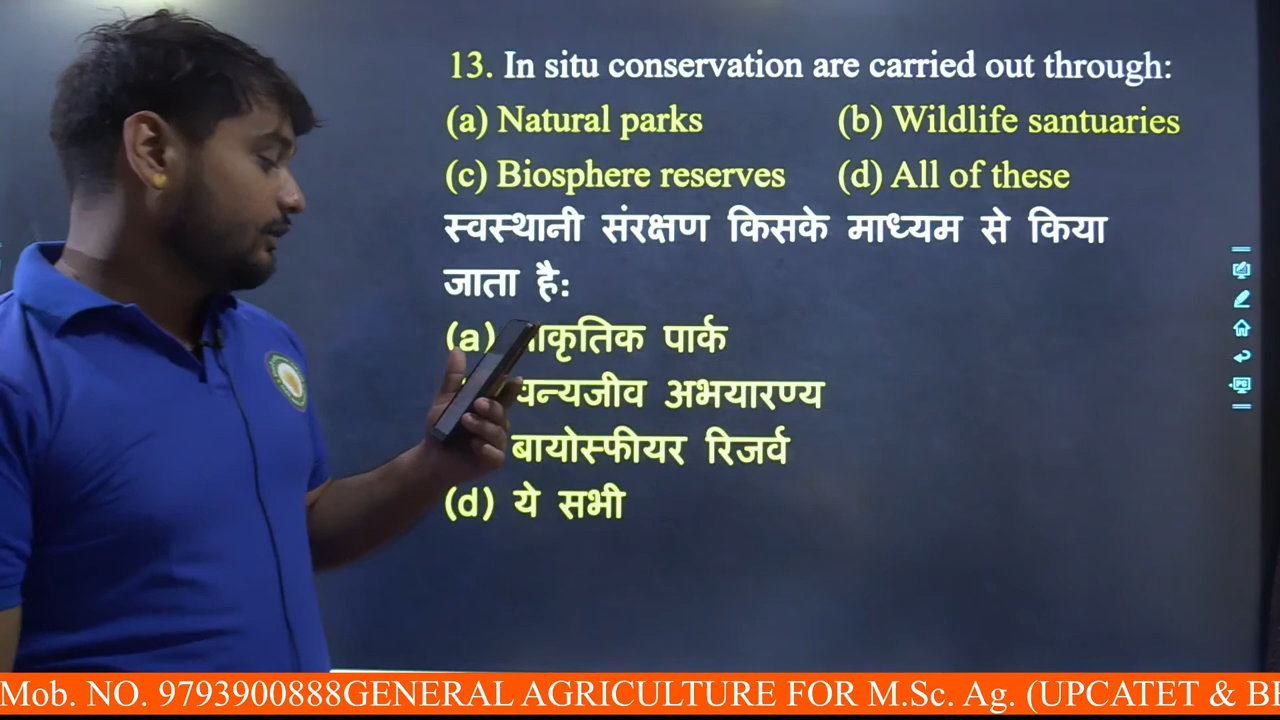 13. In situ conservation are carried out through:
(a) Natural parks (b) Wildlife santuaries
(c) Biosphere reserves (d) All of these
स्वस्थानी संरक्षण किसके माध्यम से किया
जाता हैः
(a) पार्क
वन्यजीव अभयारण्य
बायोस्फीयर रिजर्व
(d) ये सभी
Mob. NO. 9793900888GENERAL AGRICULTURE FOR M.Sc. Ag. (UPCATET &